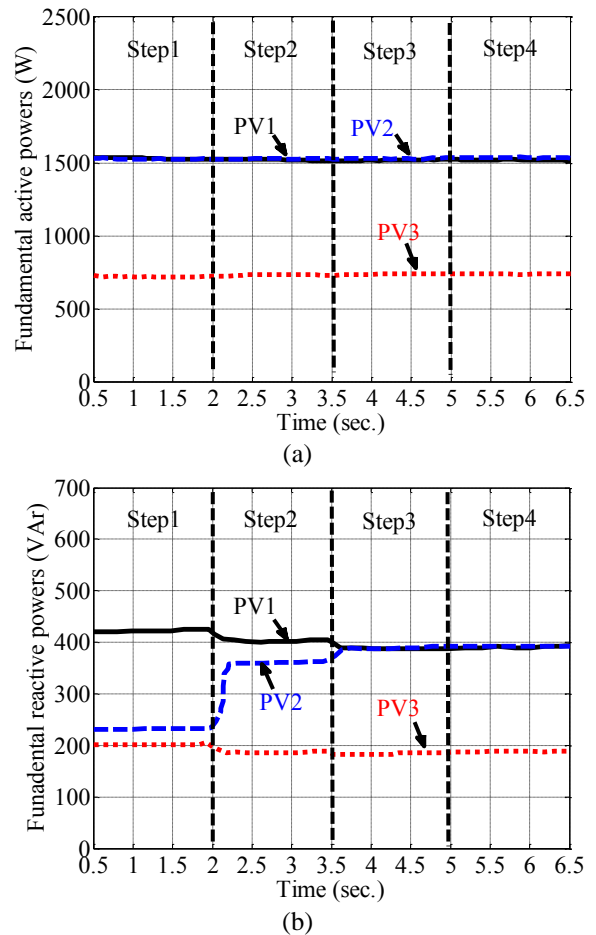 2500
2000
1500
1000
500
0
Fundamental active powers (W)
Step1 Step2 Step3 Step4
PV1 PV2
PV3
0.5 1 1.5 2 2.5 3 3.5 4 4.5 5 5.5 6 6.5
Time (sec.)
(a)
700
600
500
400
300
200
100
0
Funadental reactive powers (VAr)
Step1 Step2 Step3 Step4
PV1
PV2
PV3
0.5 1 1.5 2 2.5 3 3.5 4 4.5 5 5.5 6 6.5
Time (sec.)
(b)